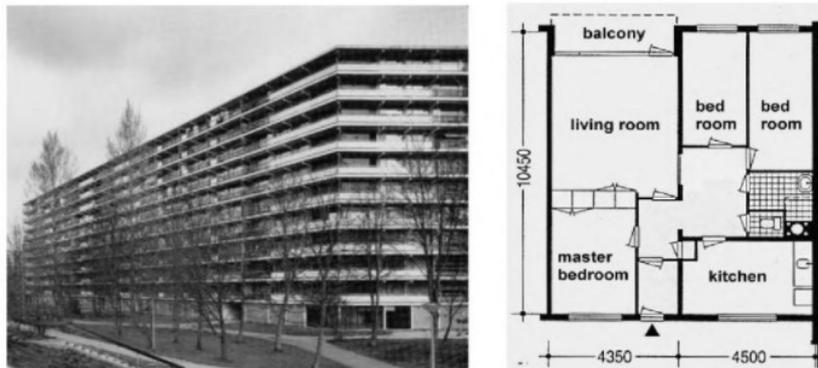 balcony
bed
room
bed
room
living room
10450
master
bedroom
kitchen
4350
4500